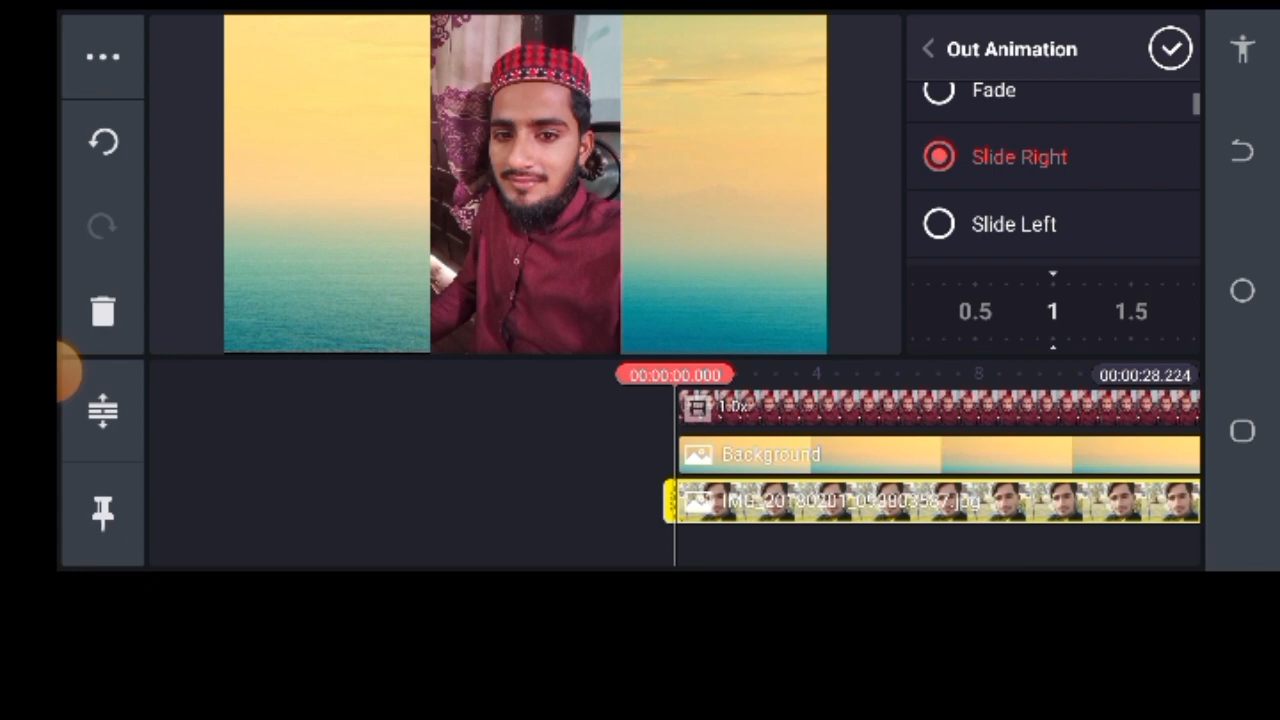 Out Animation
Fade
Slide Right
Slide Left
0.5 1 1.5
00:00:00.000 4 8 00:00:28.224
1.0x
Background
IMG_20180201_093803587.jpg